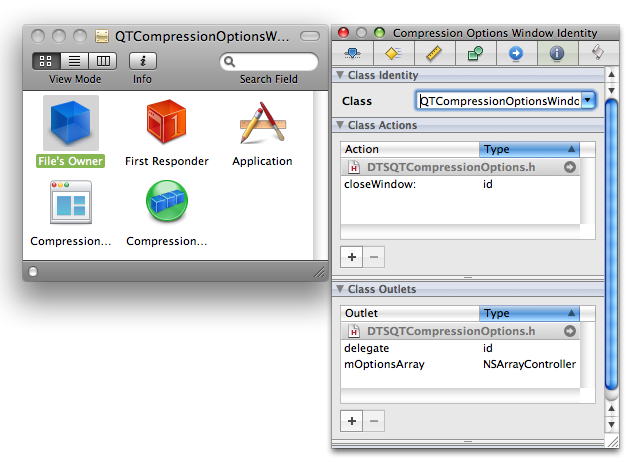 QTCompressionOptionsW...
View Mode
Info
Search Field
File's Owner
First Responder
Application
Compression...
Compression...
Compression Options Window Identity
Class Identity
Class
QTCompressionOptionsWindo
Class Actions
Action
Type
DTSQTCompressionOptions.h
closeWindow:
id
Class Outlets
Outlet
Type
DTSQTCompressionOptions.h
delegate
id
mOptionsArray
NSArrayController